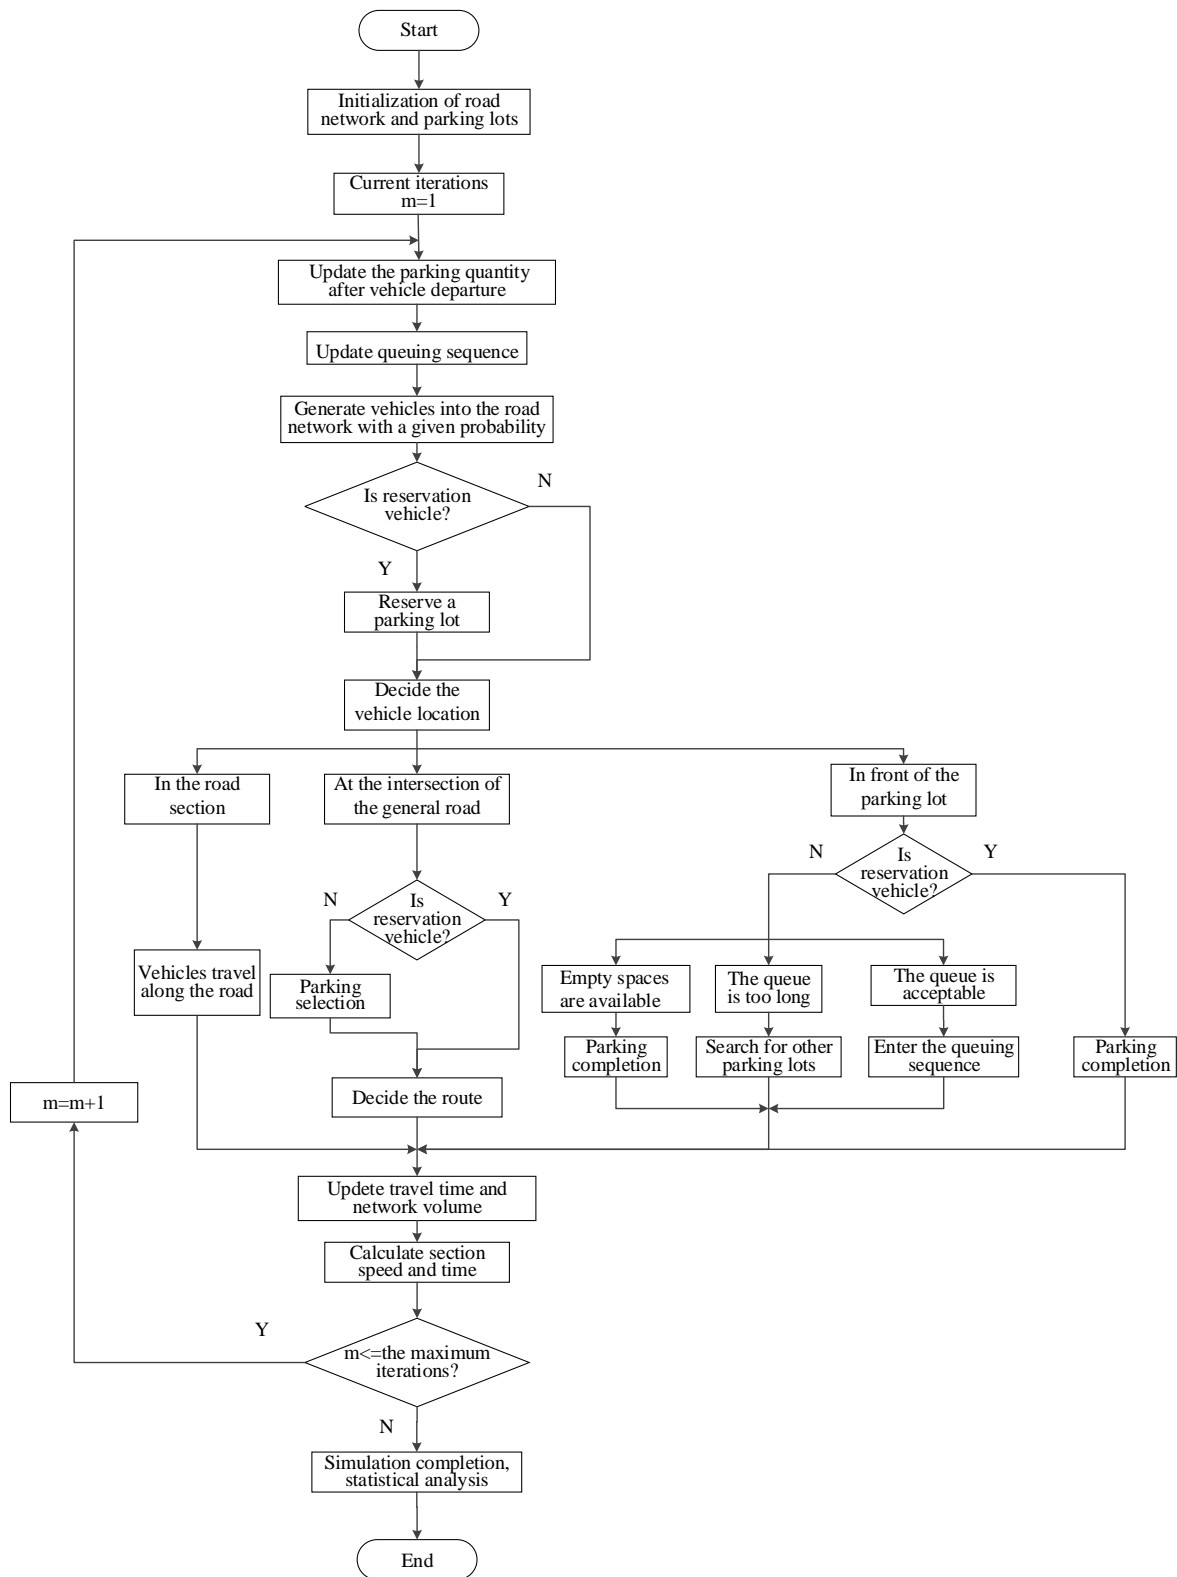 Start
Initialization of road
network and parking lots
Current iterations
m=1
Update the parking quantity
after vehicle departure
Update queuing sequence
Generate vehicles into the road
network with a given probability
Is reservation
vehicle?
N
Y
Reserve a
parking lot
Decide the
vehicle location
In the road
section
At the intersection of
the general road
In front of the
parking lot
N
Is
reservation
vehicle?
Y
N
Is
reservation
vehicle?
Y
Vehicles travel
along the road
Parking
selection
Empty spaces
are available
The queue
is too long
The queue is
acceptable
Parking
completion
Search for other
parking lots
Enter the queuing
sequence
Parking
completion
m=m+1
Decide the route
Updete travel time and
network volume
Calculate section
speed and time
Y
m<=the maximum
iterations?
N
Simulation completion,
statistical analysis
End